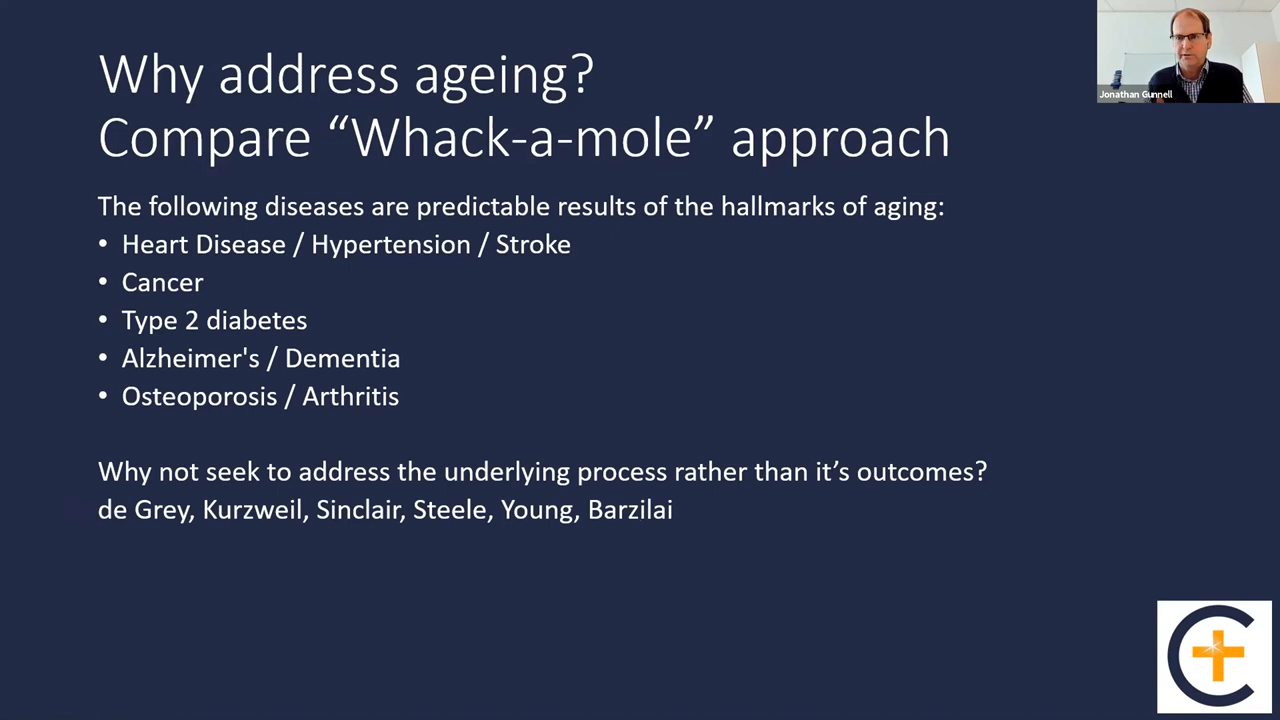 Why address ageing?
Compare “Whack-a-mole” approach
The following diseases are predictable results of the hallmarks of aging:
• Heart Disease / Hypertension / Stroke
• Cancer
• Type 2 diabetes
• Alzheimer's / Dementia
• Osteoporosis / Arthritis
Why not seek to address the underlying process rather than it’s outcomes?
de Grey, Kurzweil, Sinclair, Steele, Young, Barzilai
Jonathan Gunnell